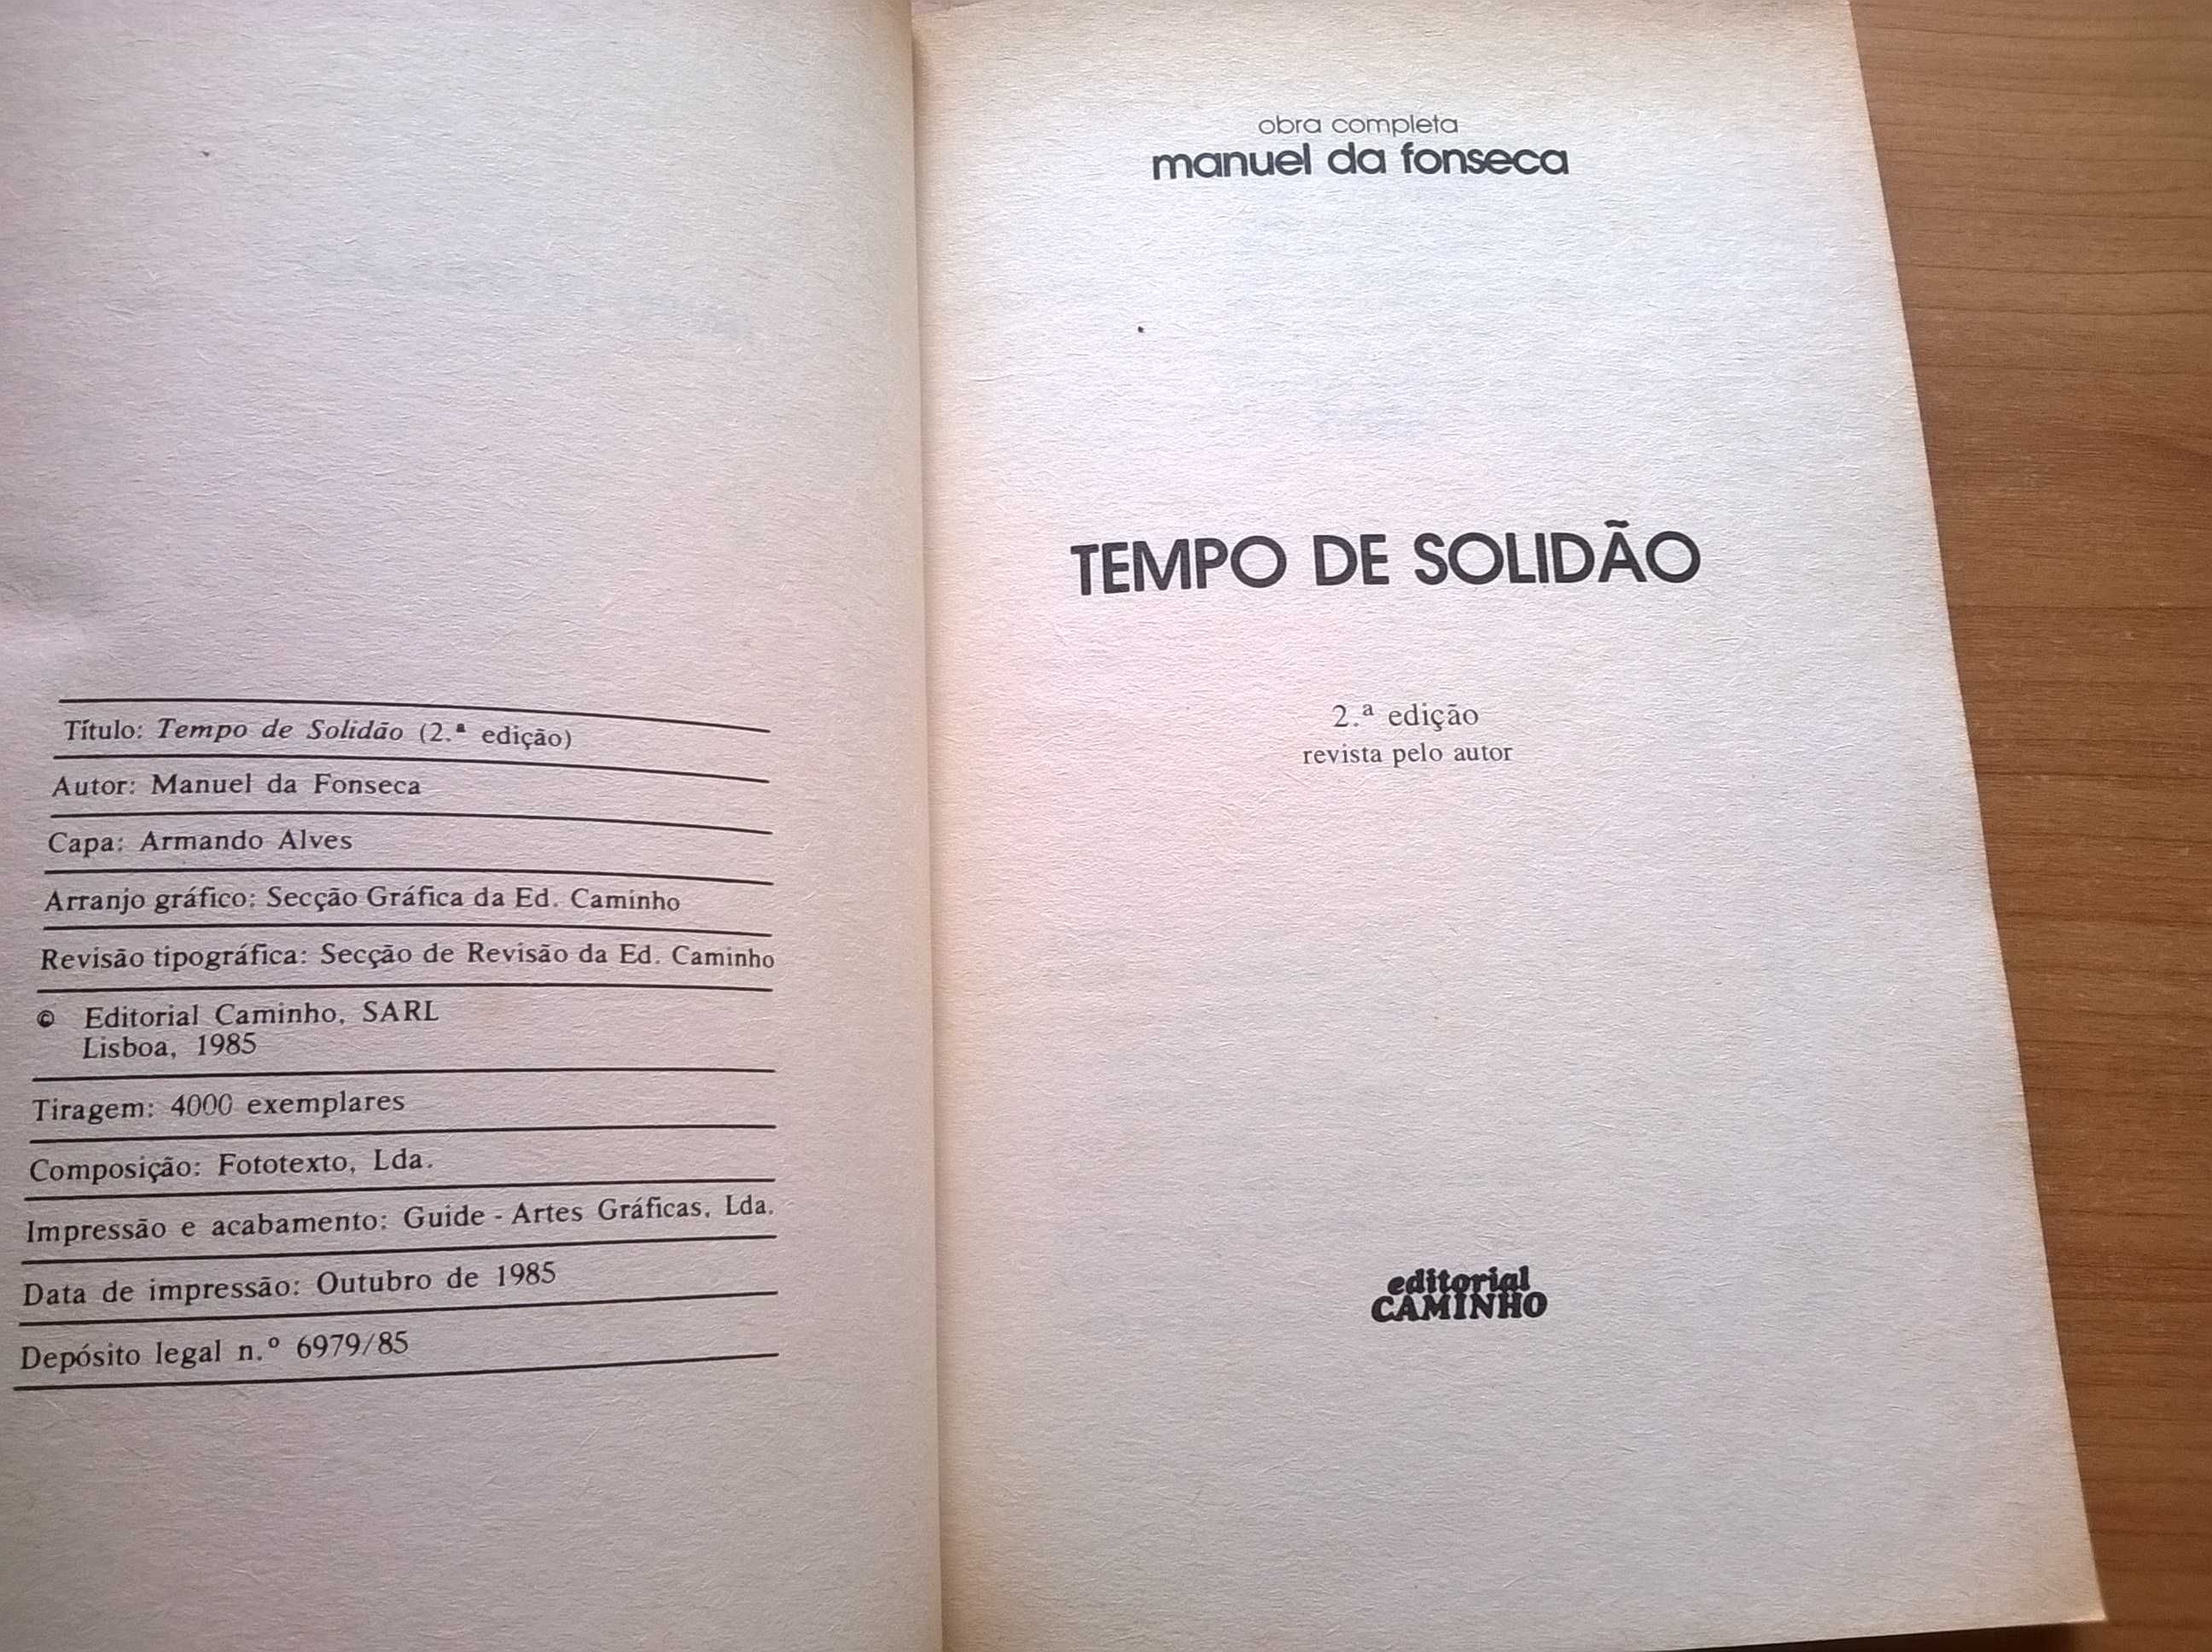 Título: Tempo de Solidão (2.ª edição)
Autor: Manuel da Fonseca
Capa: Armando Alves
Arranjo gráfico: Secção Gráfica da Ed. Caminho
Revisão tipográfica: Secção de Revisão da Ed. Caminho
© Editorial Caminho, SARL
Lisboa, 1985
Tiragem: 4000 exemplares
Composição: Fototexto, Lda.
Impressão e acabamento: Guide - Artes Gráficas, Lda.
Data de impressão: Outubro de 1985
Depósito legal n.º 6979/85
obra completa
manuel da fonseca
TEMPO DE SOLIDÃO
2.ª edição
revista pelo autor
editorial
CAMINHO